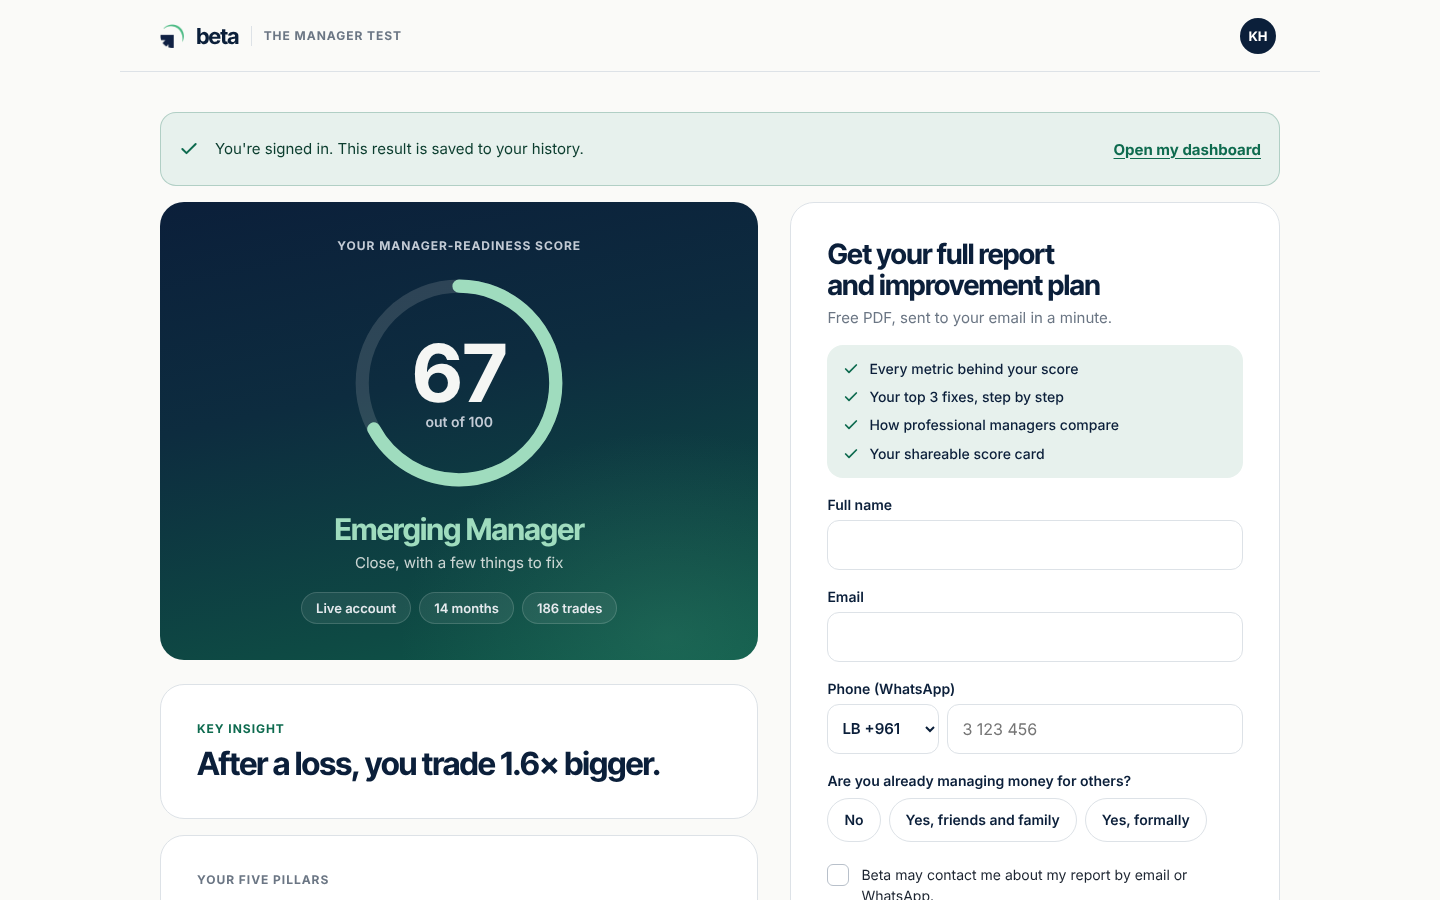 beta
THE MANAGER TEST
KH
You're signed in. This result is saved to your history.
Open my dashboard
YOUR MANAGER-READINESS SCORE
67
out of 100
Emerging Manager
Close, with a few things to fix
Live account
14 months
186 trades
KEY INSIGHT
After a loss, you trade 1.6× bigger.
YOUR FIVE PILLARS
Get your full report
and improvement plan
Free PDF, sent to your email in a minute.
Every metric behind your score
Your top 3 fixes, step by step
How professional managers compare
Your shareable score card
Full name
Email
Phone (WhatsApp)
LB +961
3 123 456
Are you already managing money for others?
No
Yes, friends and family
Yes, formally
Beta may contact me about my report by email or
WhatsApp.